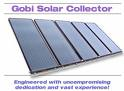 Gobi Solar Collector
Engineered with uncompromising
dedication and vast experience!